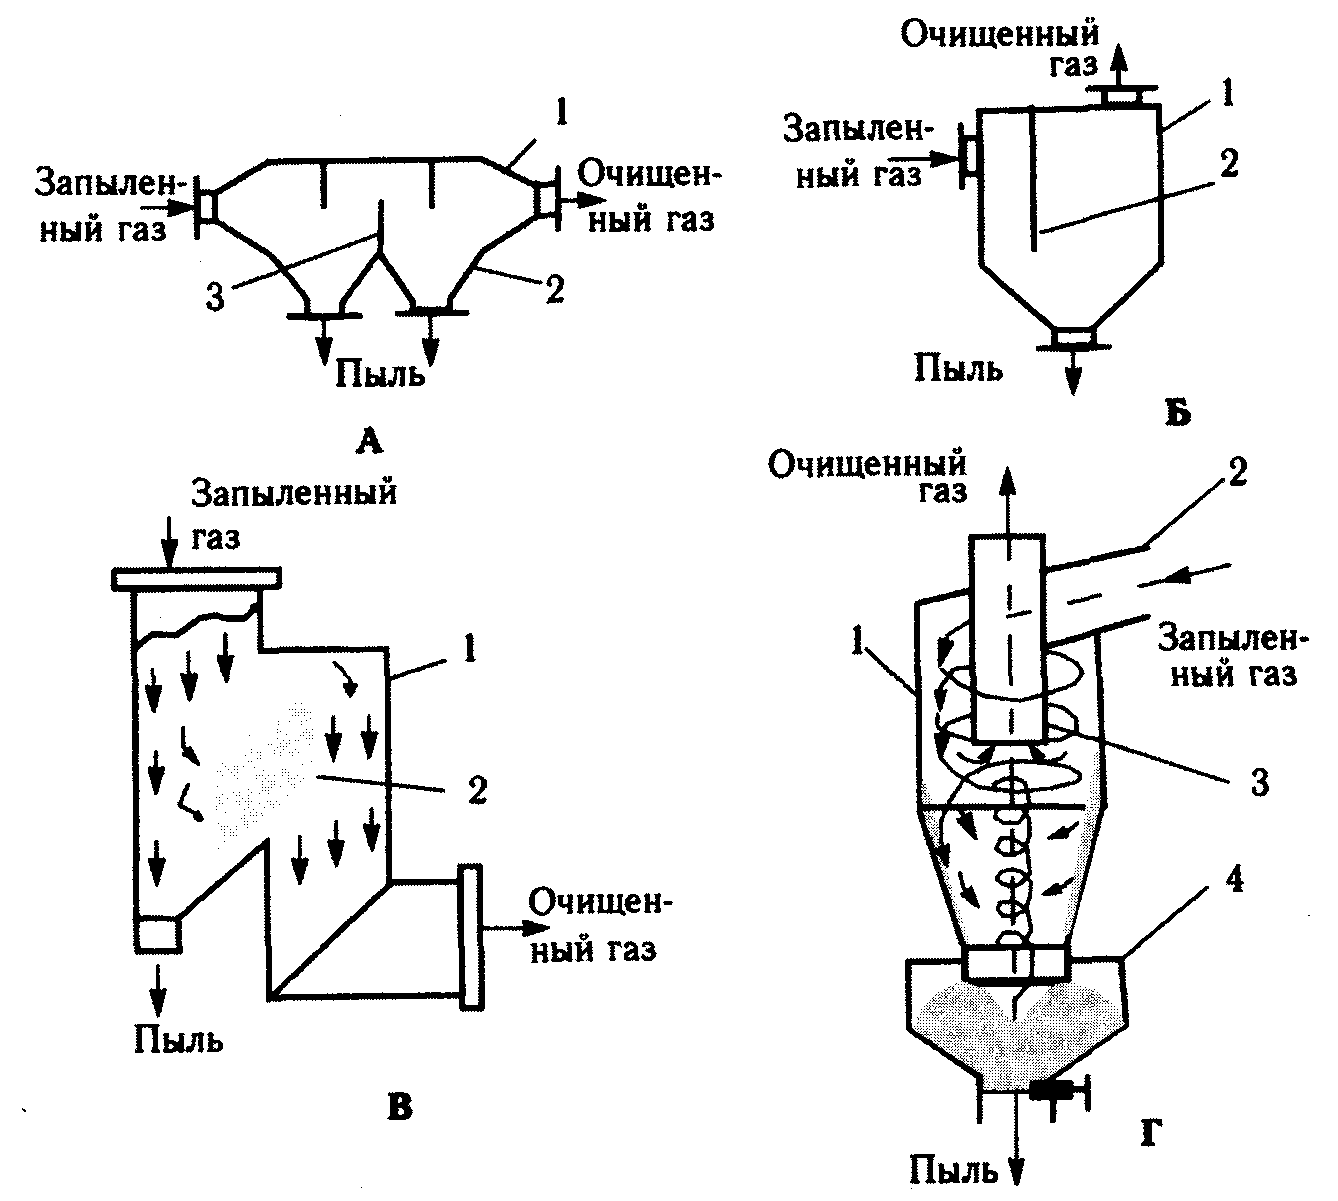 Запылен-
ный газ
1
Очищен-
ный газ
3
2
Пыль
А
Очищенный
газ
Запылен-
ный газ
1
2
Пыль
Б
Запыленный
газ
1
2
Очищен-
ный газ
Пыль
В
Очищенный
газ
2
1
Запылен-
ный газ
3
4
Пыль
Г